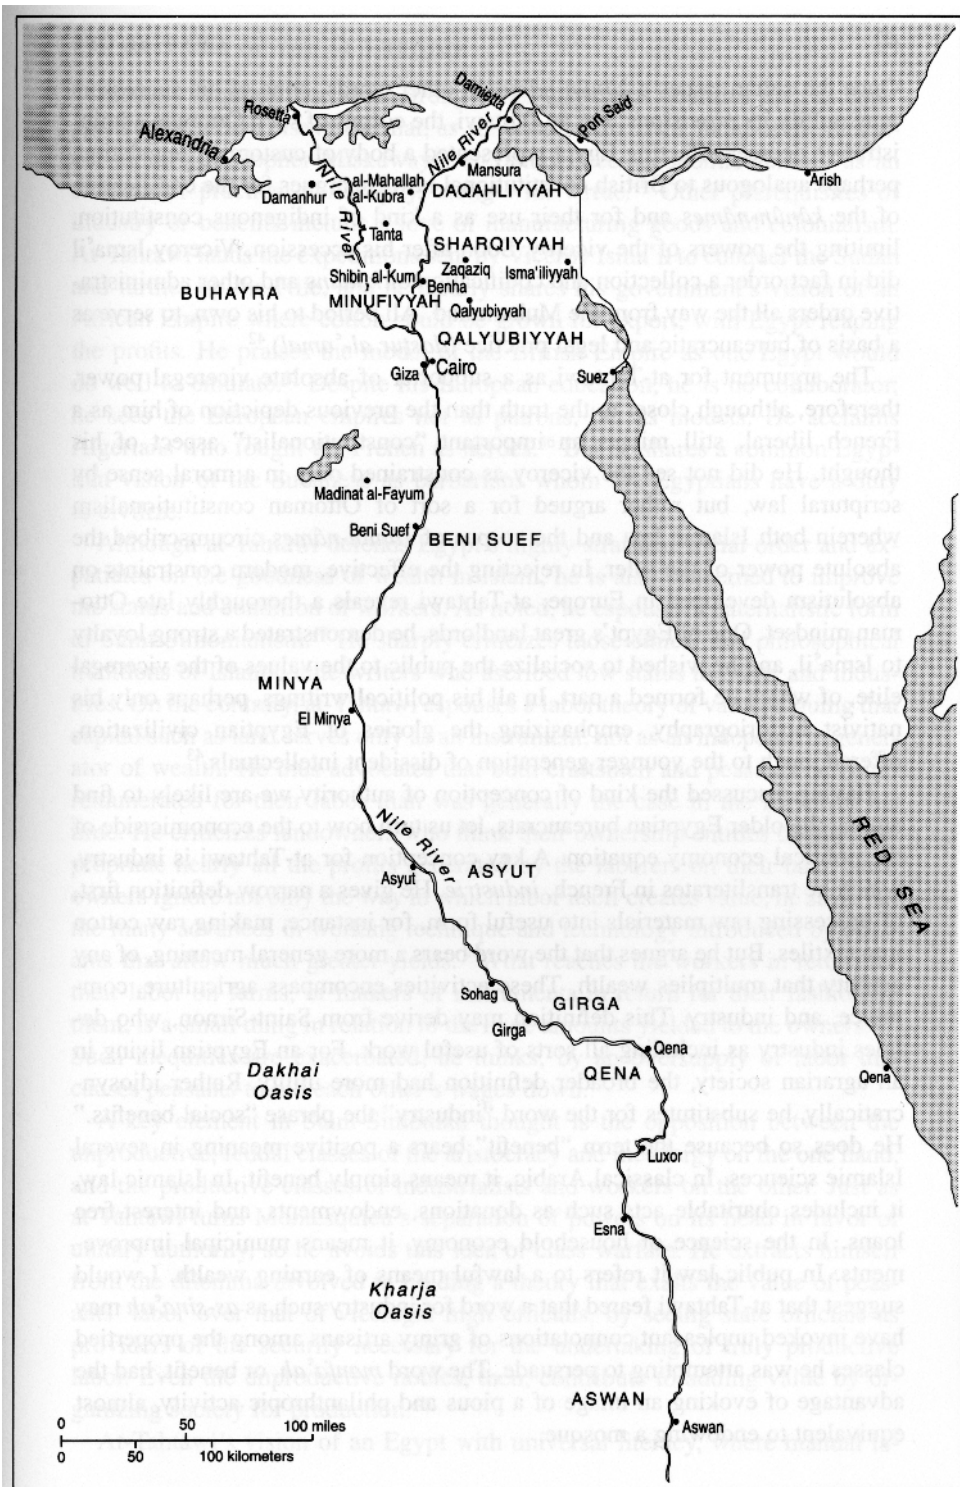 Damietta
Rosetta
Port Said
Alexandria
Nile River
Nile River
Mansura
Arish
al-Mahallah
al-Kubra
Damanhur
DAQAHLIYYAH
Tanta
SHARQIYYAH
Zaqaziq
Isma'iliyyah
Shibin al-Kum
Benha
BUHAYRA
MINUFIYYAH
Qalyubiyyah
QALYUBIYYAH
Giza
Cairo
Suez
Madinat al-Fayum
Beni Suef
BENI SUEF
MINYA
El Minya
Nile River
RED SEA
ASYUT
Asyut
Sohag
GIRGA
Girga
Qena
QENA
Qena
Dakhai
Oasis
Luxor
Esna
Kharja
Oasis
ASWAN
Aswan
0 50 100 miles
0 50 100 kilometers